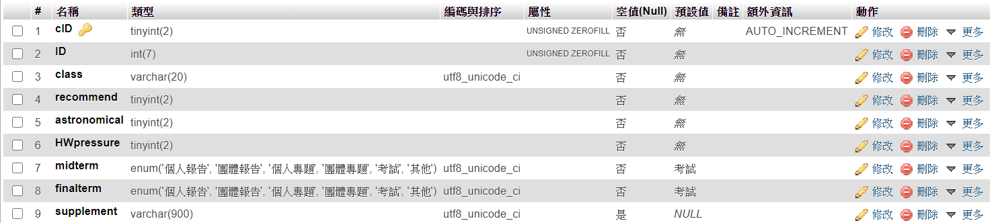 # 名稱 類型 編碼與排序 屬性 空值(Null) 預設值 備註 額外資訊 動作
1 cID tinyint(2) UNSIGNED ZEROFILL 否 無 AUTO_INCREMENT 修改 刪除 更多
2 ID int(7) UNSIGNED ZEROFILL 否 無 修改 刪除 更多
3 class varchar(20) utf8_unicode_ci 否 無 修改 刪除 更多
4 recommend tinyint(2) 否 無 修改 刪除 更多
5 astronomical tinyint(2) 否 無 修改 刪除 更多
6 HWpressure tinyint(2) 否 無 修改 刪除 更多
7 midterm enum('個人報告', '團體報告', '個人專題', '團體專題', '考試', '其他') utf8_unicode_ci 否 考試 修改 刪除 更多
8 finalterm enum('個人報告', '團體報告', '個人專題', '團體專題', '考試', '其他') utf8_unicode_ci 否 考試 修改 刪除 更多
9 supplement varchar(900) utf8_unicode_ci 是 NULL 修改 刪除 更多